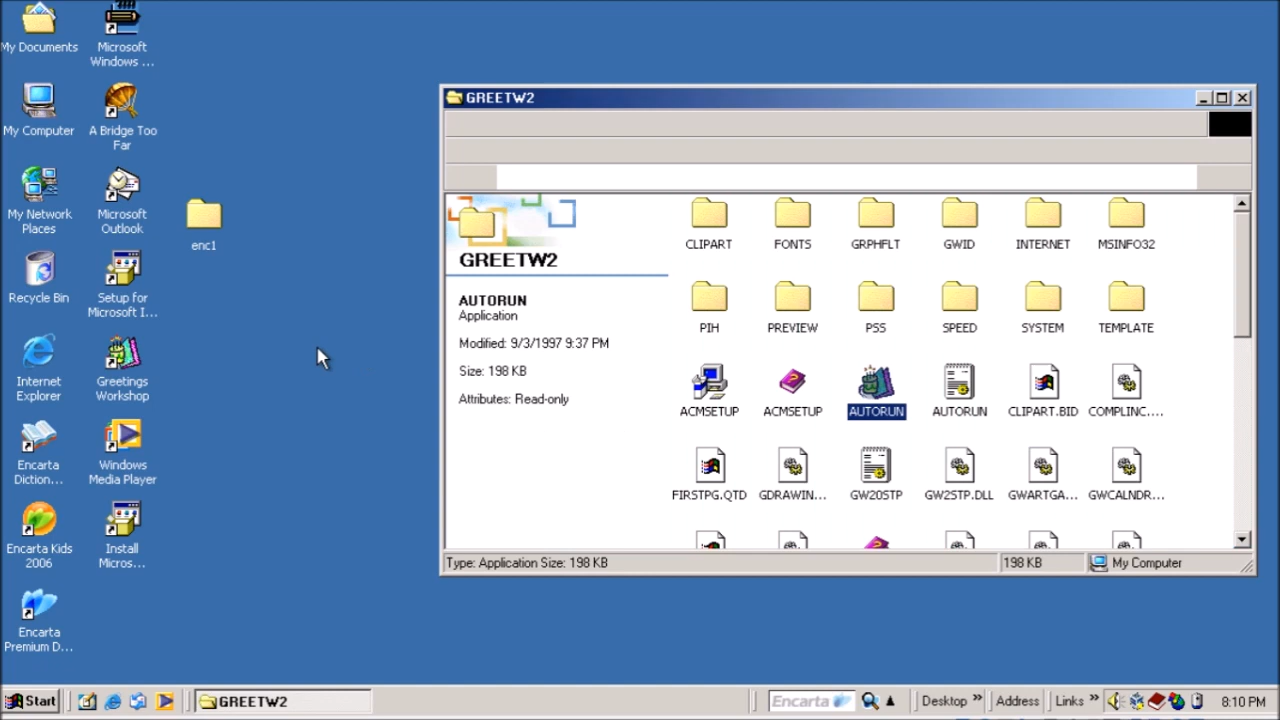 My Documents
Microsoft
Windows ...
My Computer
A Bridge Too
Far
My Network
Places
Microsoft
Outlook
enc1
Recycle Bin
Setup for
Microsoft I...
Internet
Explorer
Greetings
Workshop
Encarta
Diction...
Windows
Media Player
Encarta Kids
2006
Install
Micros...
Encarta
Premium D...
GREETW2
GREETW2
AUTORUN
Application
Modified: 9/3/1997 9:37 PM
Size: 198 KB
Attributes: Read-only
CLIPART
FONTS
GRPHFLT
GWID
INTERNET
MSINFO32
PIH
PREVIEW
PSS
SPEED
SYSTEM
TEMPLATE
ACMSETUP
ACMSETUP
AUTORUN
AUTORUN
CLIPART.BID
COMPLINC....
FIRSTPG.QTD
GDRAWIN...
GW20STP
GW2STP.DLL
GWARTGA...
GWCALNDR...
Type: Application Size: 198 KB
198 KB
My Computer
Start
GREETW2
Encarta
Desktop
Address
Links
8:10 PM